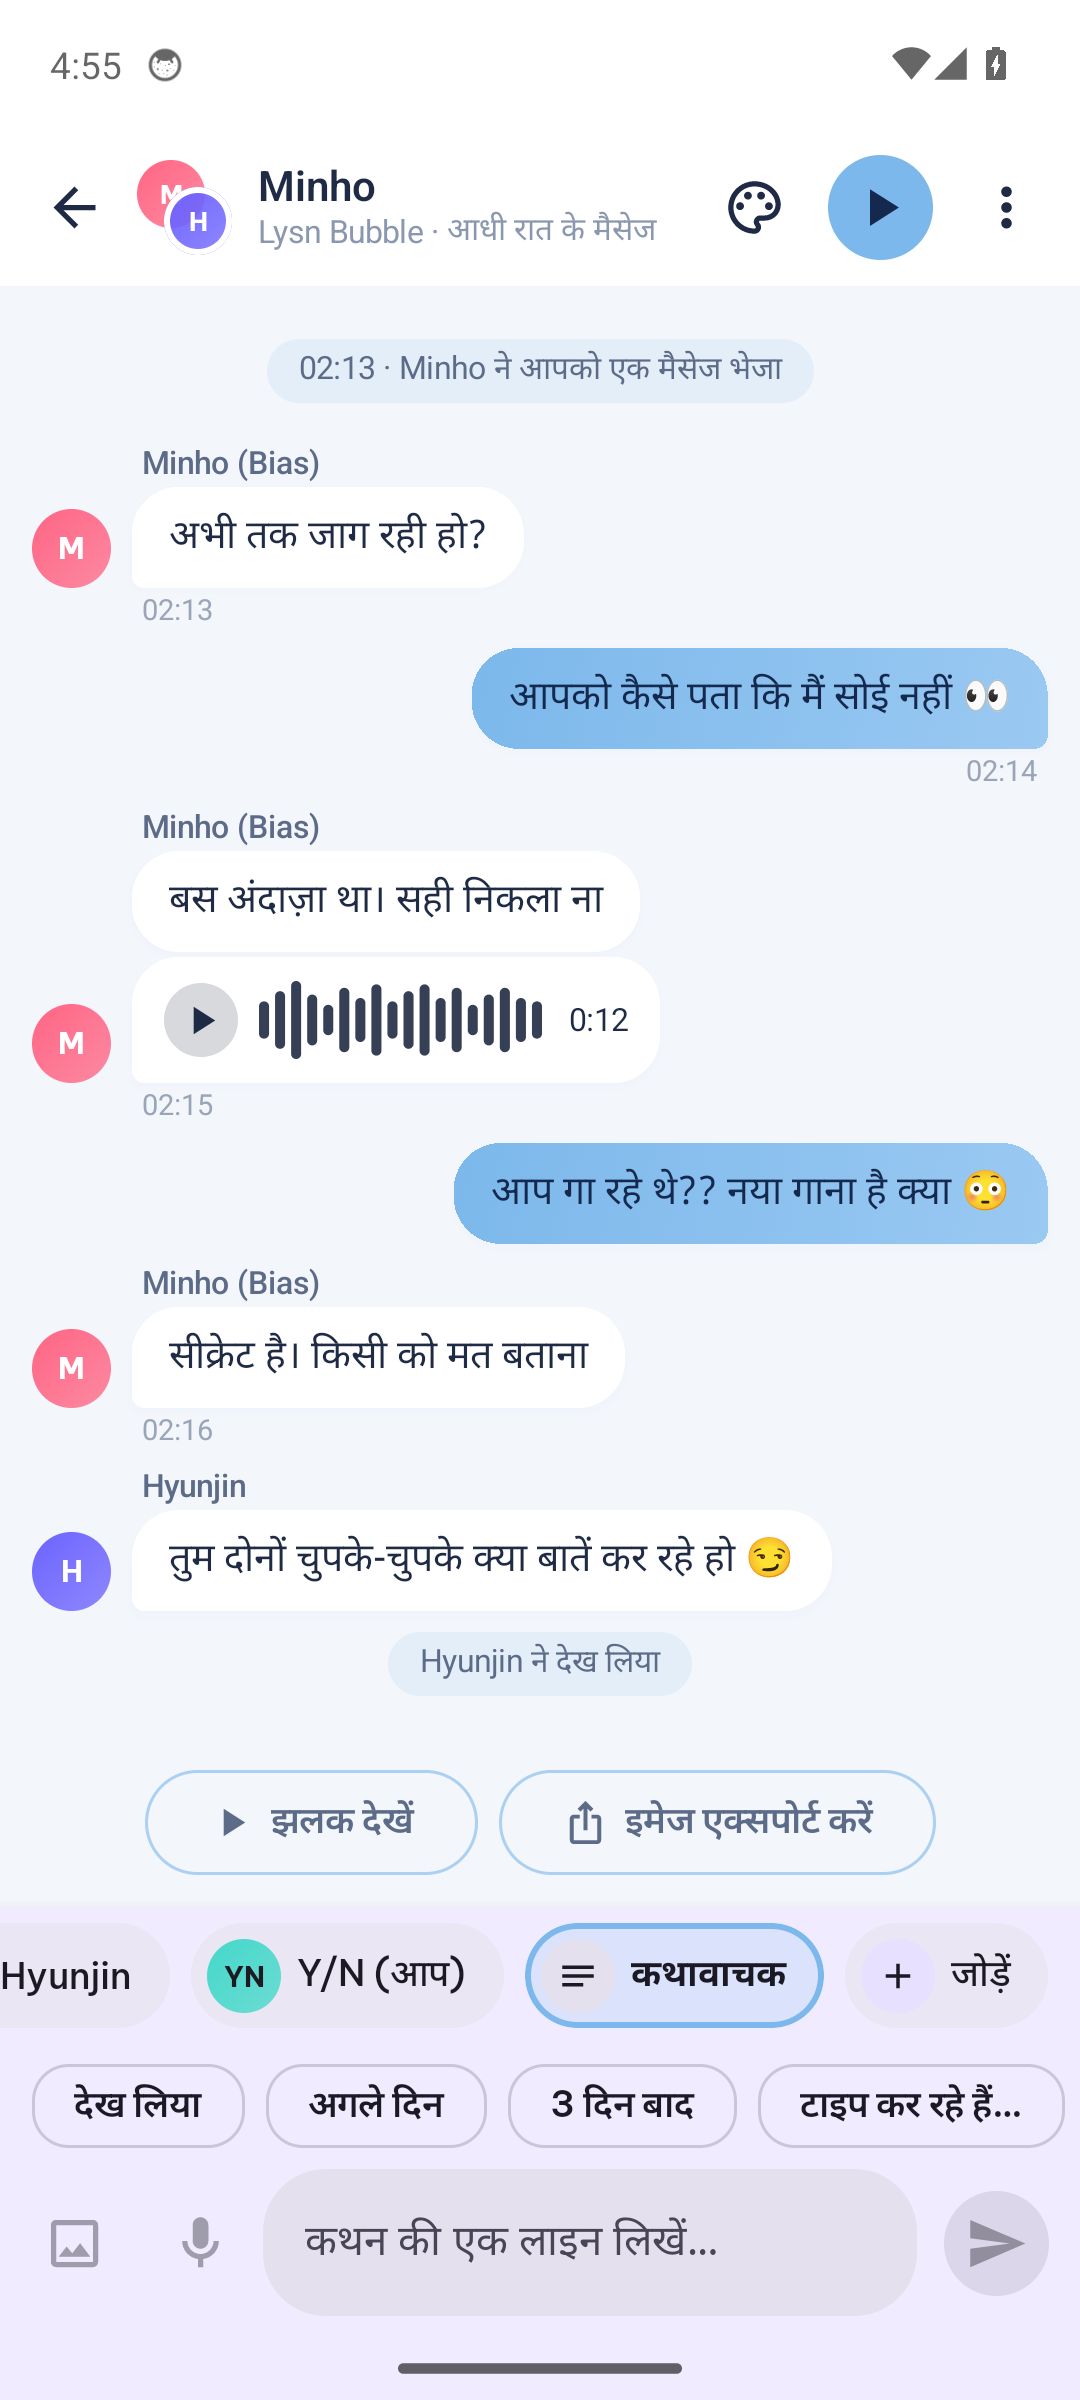 4:55
M
H
Minho
Lysn Bubble · आधी रात के मैसेज
02:13 · Minho ने आपको एक मैसेज भेजा
Minho (Bias)
M
अभी तक जाग रही हो?
02:13
आपको कैसे पता कि मैं सोई नहीं 👀
02:14
Minho (Bias)
बस अंदाज़ा था। सही निकला ना
M
0:12
02:15
आप गा रहे थे?? नया गाना है क्या 😳
Minho (Bias)
M
सीक्रेट है। किसी को मत बताना
02:16
Hyunjin
H
तुम दोनों चुपके-चुपके क्या बातें कर रहे हो 😏
Hyunjin ने देख लिया
झलक देखें
इमेज एक्सपोर्ट करें
Hyunjin
YN
Y/N (आप)
कथावाचक
जोड़ें
देख लिया
अगले दिन
3 दिन बाद
टाइप कर रहे हैं...
कथन की एक लाइन लिखें...